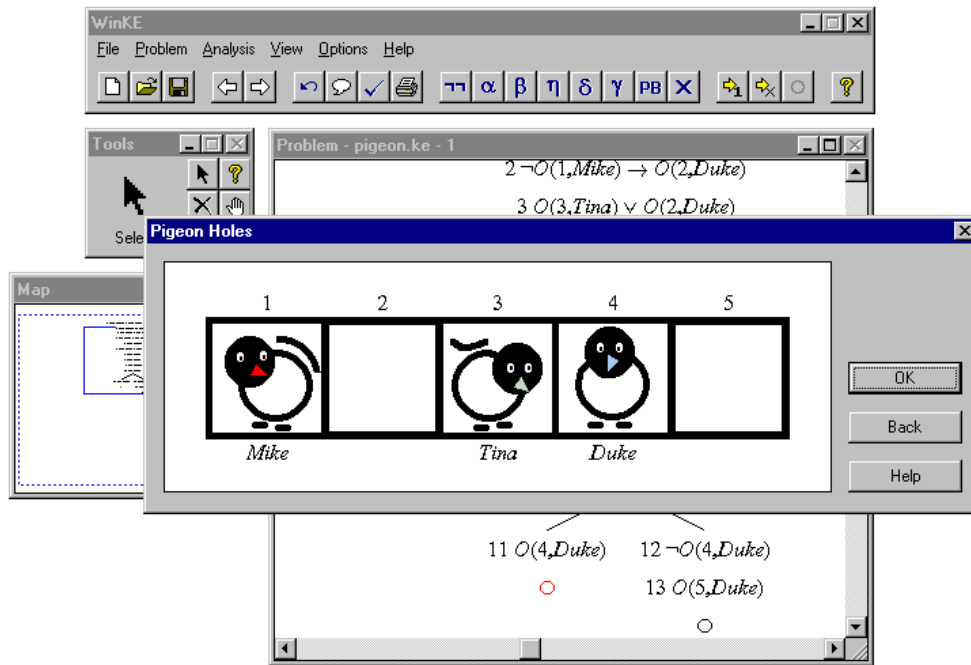 WinKE
File Problem Analysis View Options Help
¬¬ α β η δ γ PB X 1 x ?
Tools
Problem - pigeon.ke - 1
2 ¬O(1,Mike) → O(2,Duke)
3 O(3,Tina) ∨ O(2,Duke)
Pigeon Holes
Map
1 2 3 4 5
Mike Tina Duke
OK
Back
Help
11 O(4,Duke) 12 ¬O(4,Duke)
13 O(5,Duke)